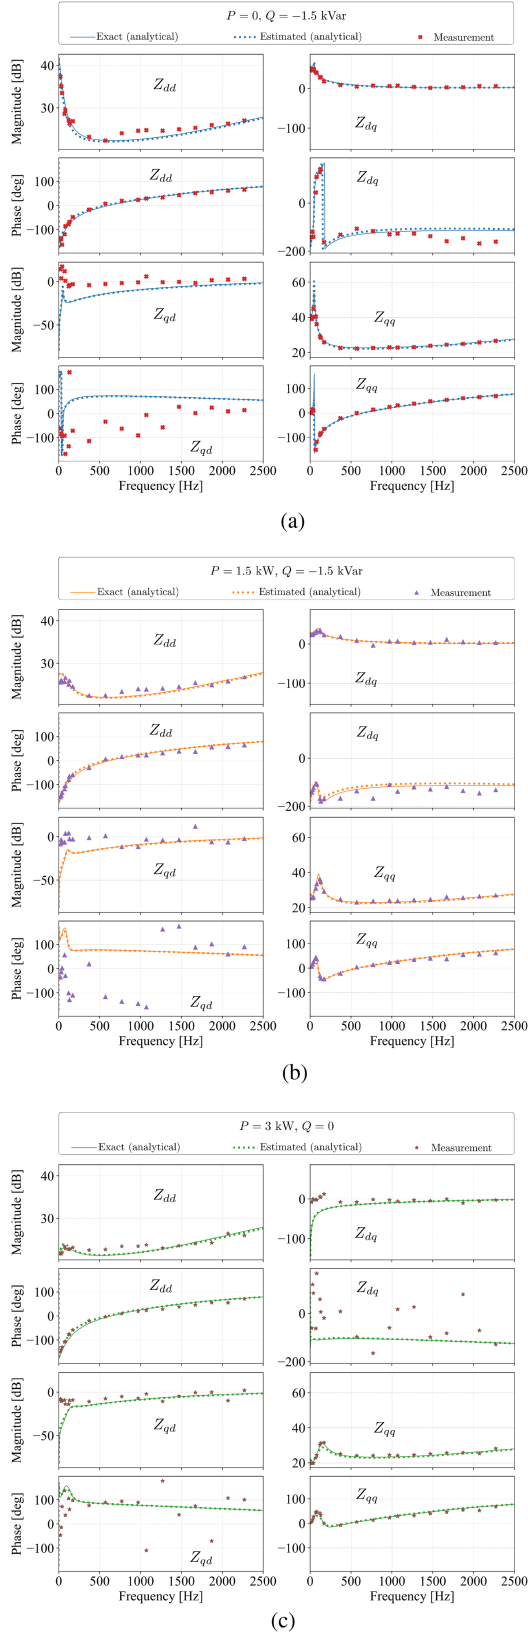 P = 0, Q = −1.5 kVar
Exact (analytical) Estimated (analytical) Measurement
Magnitude [dB]
40
30
Z_dd
0
−100
Z_dq
Phase [deg]
100
0
−100
Z_dd
0
−200
Z_dq
Magnitude [dB]
0
−50
Z_qd
60
40
20
Z_qq
Phase [deg]
100
0
−100
Z_qd
100
0
−100
Z_qq
0 500 1000 1500 2000 2500
0 500 1000 1500 2000 2500
Frequency [Hz] Frequency [Hz]
(a)
P = 1.5 kW, Q = −1.5 kVar
Exact (analytical) Estimated (analytical) Measurement
Magnitude [dB]
40
30
Z_dd
0
−100
Z_dq
Phase [deg]
100
0
−100
Z_dd
0
−200
Z_dq
Magnitude [dB]
0
−50
Z_qd
60
40
20
Z_qq
Phase [deg]
100
0
−100
Z_qd
100
0
−100
Z_qq
0 500 1000 1500 2000 2500
0 500 1000 1500 2000 2500
Frequency [Hz] Frequency [Hz]
(b)
P = 3 kW, Q = 0
Exact (analytical) Estimated (analytical) Measurement
Magnitude [dB]
40
30
Z_dd
0
−100
Z_dq
Phase [deg]
100
0
−100
Z_dd
0
−200
Z_dq
Magnitude [dB]
0
−50
Z_qd
60
40
20
Z_qq
Phase [deg]
100
0
−100
Z_qd
100
0
−100
Z_qq
0 500 1000 1500 2000 2500
0 500 1000 1500 2000 2500
Frequency [Hz] Frequency [Hz]
(c)